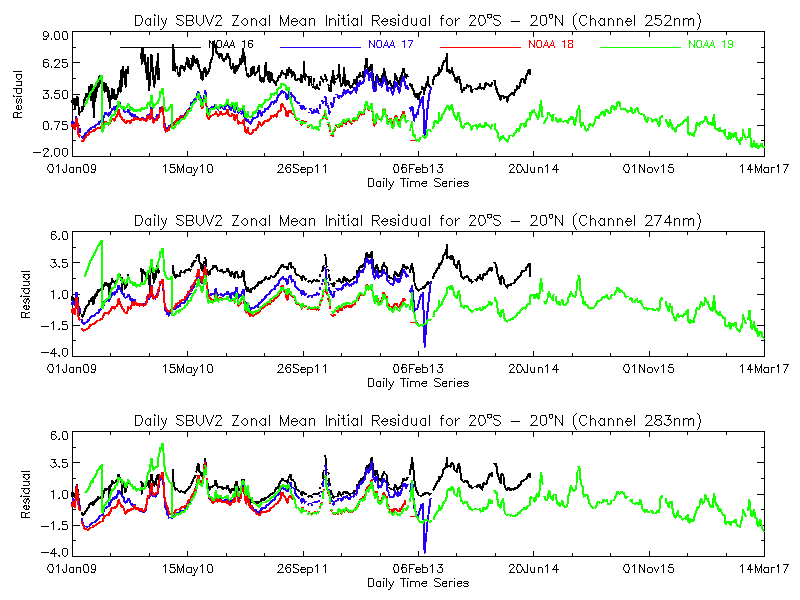 Daily SBUV2 Zonal Mean Initial Residual for 20°S - 20°N (Channel 252nm)
NOAA 16 NOAA 17 NOAA 18 NOAA 19
9.00
6.25
3.50
0.75
-2.00
Residual
01Jan09 15May10 26Sep11 06Feb13 20Jun14 01Nov15 14Mar17
Daily Time Series
Daily SBUV2 Zonal Mean Initial Residual for 20°S - 20°N (Channel 274nm)
6.0
3.5
1.0
-1.5
-4.0
Residual
01Jan09 15May10 26Sep11 06Feb13 20Jun14 01Nov15 14Mar17
Daily Time Series
Daily SBUV2 Zonal Mean Initial Residual for 20°S - 20°N (Channel 283nm)
6.0
3.5
1.0
-1.5
-4.0
Residual
01Jan09 15May10 26Sep11 06Feb13 20Jun14 01Nov15 14Mar17
Daily Time Series